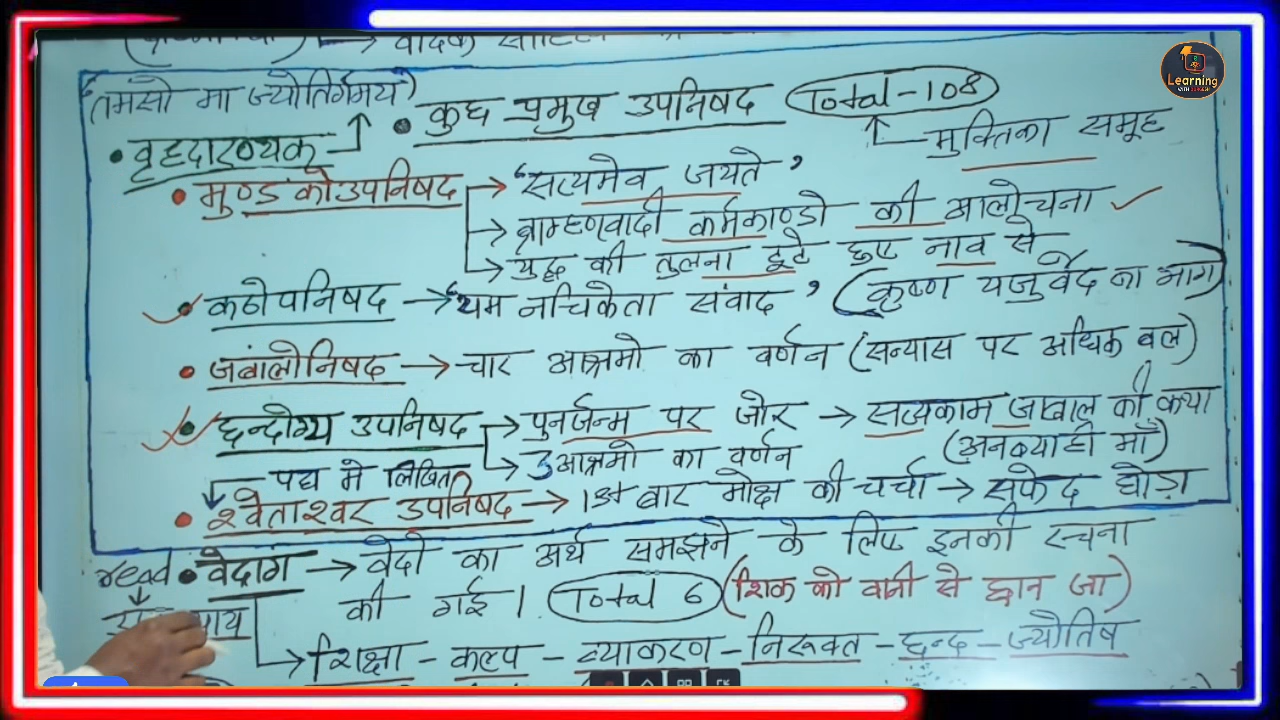 वैदिक
"तमसो मा ज्योतिर्गमय"
• कुछ प्रमुख उपनिषद (Total-108)
मुक्तिका समूह
• वृहदारण्यक
• मुण्डकोउपनिषद → "सत्यमेव जयते'
→ ब्राम्हणवादी कर्मकाण्डो की आलोचना ✓
→ युद्ध की तुलना टूटे हुए नाव से
• कठोपनिषद → "यम नचिकेता संवाद' (कृष्ण यजुर्वेद का भाग)
• जबालोनिषद → चार आश्रमो का वर्णन (सन्यास पर अधिक बल)
• छन्दोग्य उपनिषद → पुनर्जन्म पर जोर → सत्यकाम जाबाल की कथा
→ 3 आश्रमो का वर्णन (अनब्याही माँ)
पद्य मे लिखित
• श्वेताश्वर उपनिषद → 1st बार मोक्ष की चर्चा → सफेद घोड़ा
read • वेदांग → वेदो का अर्थ समझने के लिए इनकी रचना
की गई। (Total 6) (शिक को वानी से छान जा)
→ शिक्षा - कल्प - व्याकरण - निरूक्त - छन्द - ज्यौतिष
Learning